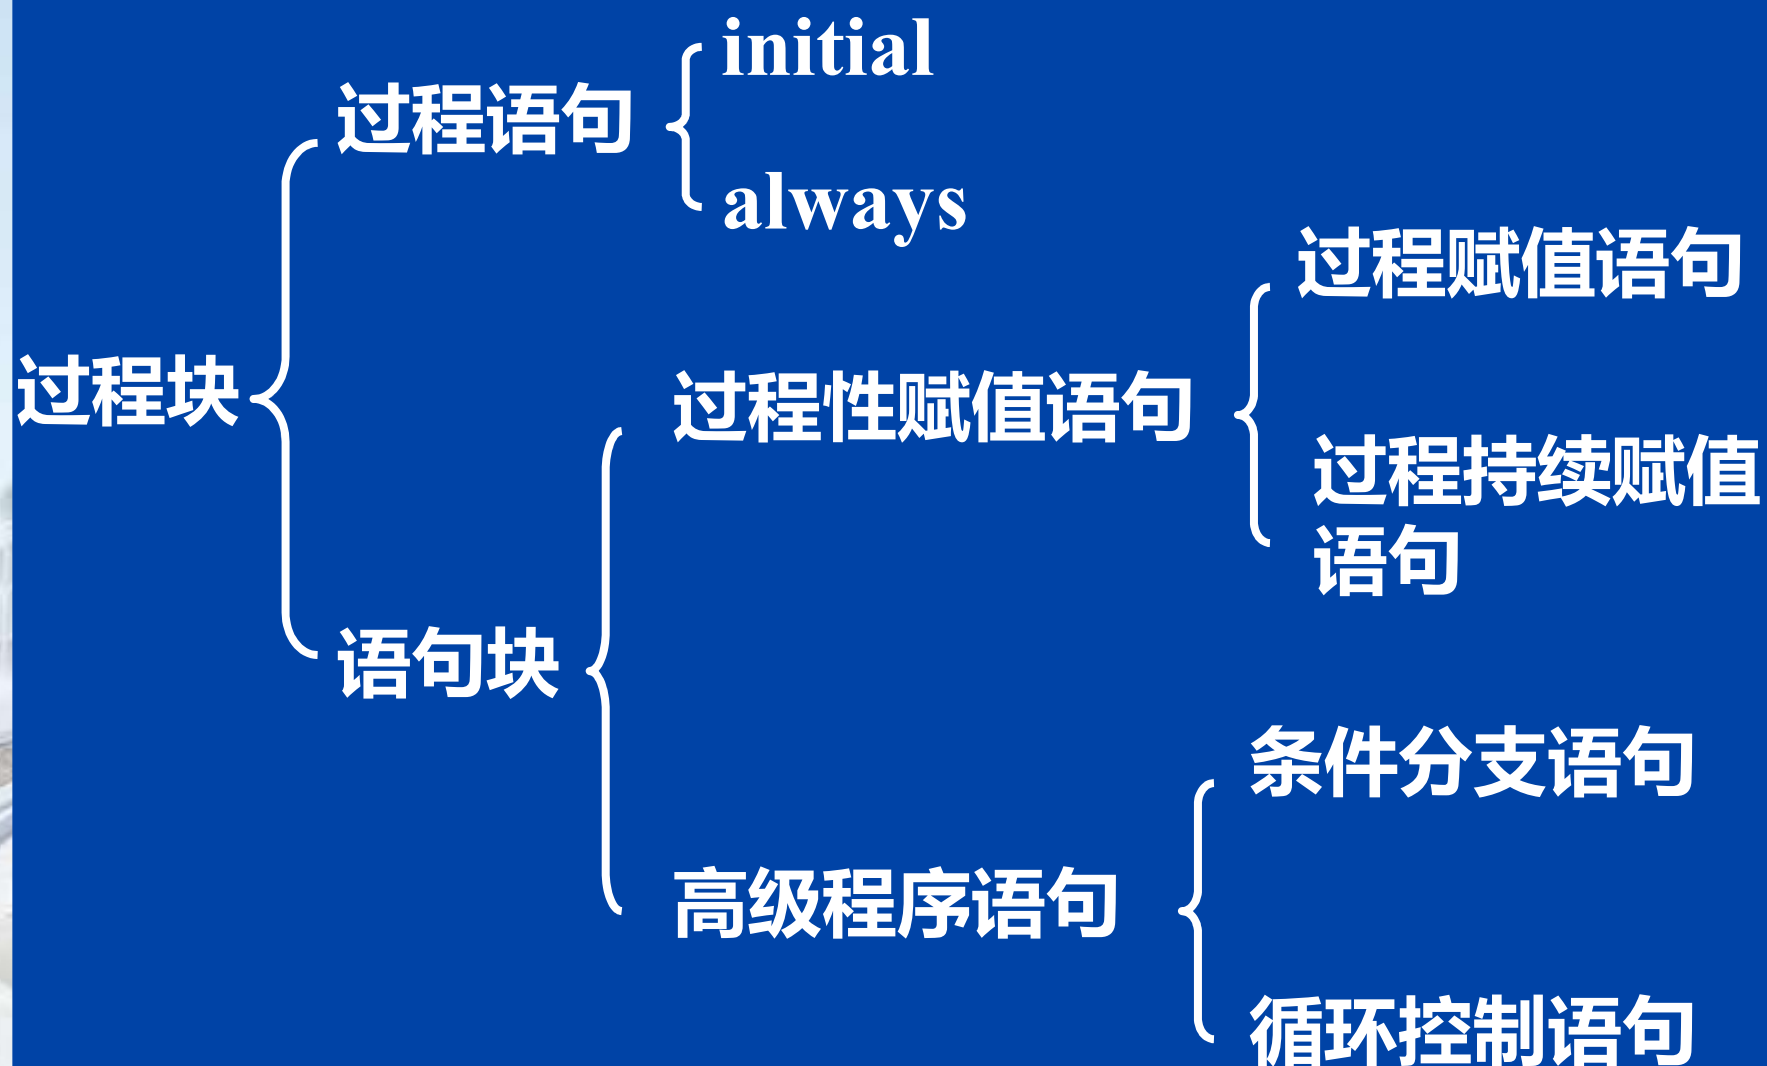 initial
过程语句
always
过程赋值语句
过程块
过程性赋值语句
过程持续赋值
语句
语句块
条件分支语句
高级程序语句
循环控制语句